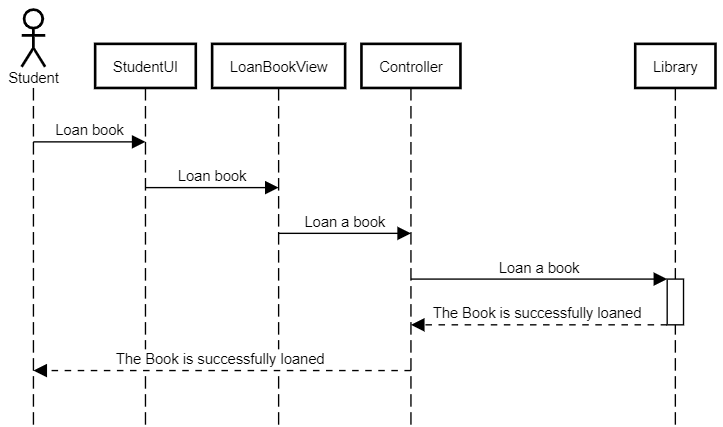 Student
StudentUI
LoanBookView
Controller
Library
Loan book
Loan book
Loan a book
Loan a book
The Book is successfully loaned
The Book is successfully loaned